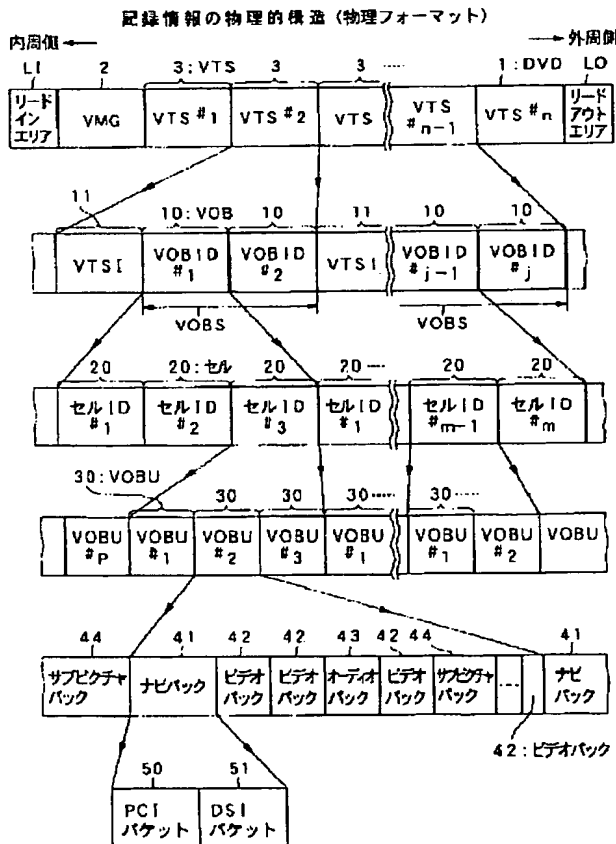 記録情報の物理的構造（物理フォーマット）
内周側 ← → 外周側
LI 2 3:VTS 3 3 ····· 1:DVD LO
リードインエリア VMG VTS #1 VTS #2 VTS VTS #n-1 VTS #n リードアウトエリア
11 10:VOB 10 11 10 10
VTSI VOBID #1 VOBID #2 VTSI VOBID #j-1 VOBID #j
VOBS VOBS
20 20:セル 20 20 ···· 20 20
セルID #1 セルID #2 セルID #3 セルID #1 セルID #m-1 セルID #m
30:VOBU 30 30 30 ····· 30 ·····
VOBU #P VOBU #1 VOBU #2 VOBU #3 VOBU #1 VOBU #1 VOBU #2 VOBU
44 41 42 42 43 42 44 41
サブピクチャパック ナビパック ビデオパック ビデオパック オーディオパック ビデオパック サブピクチャパック ····· ナビパック
42:ビデオパック
50 51
PCIパケット DSIパケット